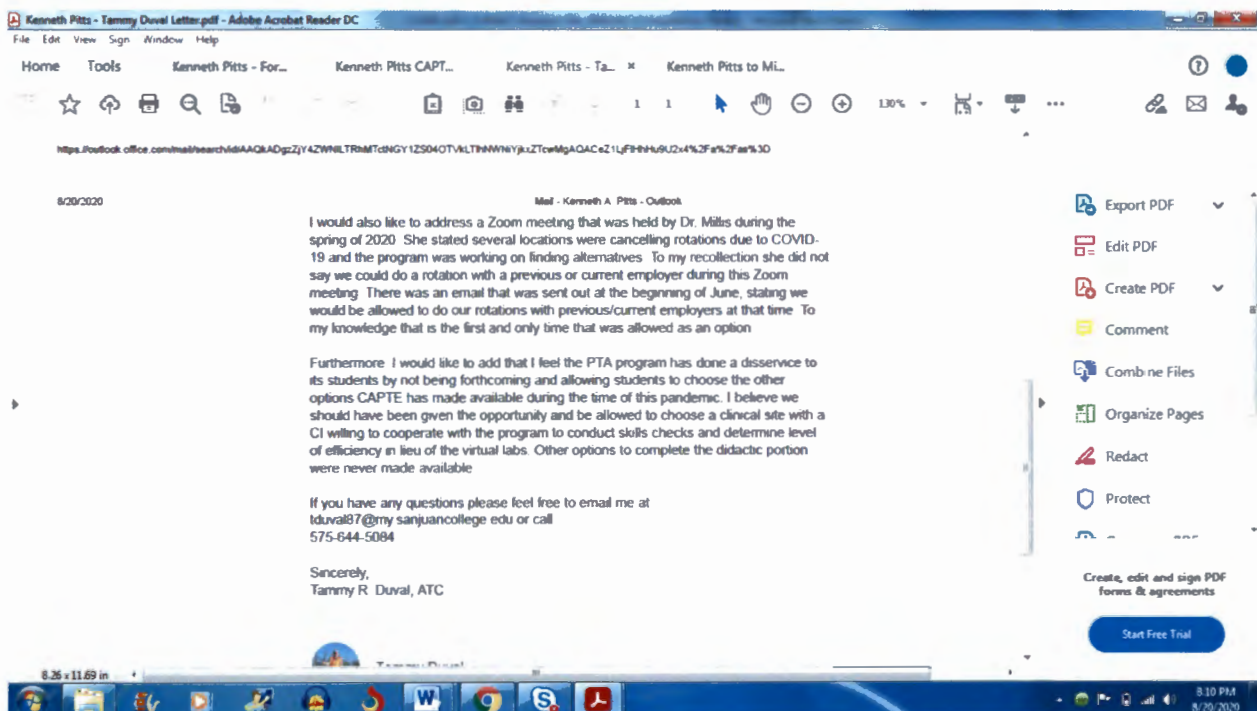 Kenneth Pitts - Tammy Duval Letter.pdf - Adobe Acrobat Reader DC
File Edit View Sign Window Help
Home Tools Kenneth Pitts - For... Kenneth Pitts CAPT... Kenneth Pitts - Ta... × Kenneth Pitts to Mi...
1 1 130%
8/20/2020 Mail - Kenneth A Pitts - Outlook
I would also like to address a Zoom meeting that was held by Dr. Millis during the
spring of 2020 She stated several locations were cancelling rotations due to COVID-
19 and the program was working on finding alternatives To my recollection she did not
say we could do a rotation with a previous or current employer during this Zoom
meeting There was an email that was sent out at the beginning of June, stating we
would be allowed to do our rotations with previous/current employers at that time To
my knowledge that is the first and only time that was allowed as an option
Furthermore I would like to add that I feel the PTA program has done a disservice to
its students by not being forthcoming and allowing students to choose the other
options CAPTE has made available during the time of this pandemic. I believe we
should have been given the opportunity and be allowed to choose a clinical site with a
CI willing to cooperate with the program to conduct skills checks and determine level
of efficiency in lieu of the virtual labs. Other options to complete the didactic portion
were never made available
If you have any questions please feel free to email me at
tduval87@my sanjuancollege edu or call
575-644-5084
Sincerely,
Tammy R Duval, ATC
Tammy Duval
Export PDF
Edit PDF
Create PDF
Comment
Combine Files
Organize Pages
Redact
Protect
Create, edit and sign PDF
forms & agreements
Start Free Trial
8.26 x 11.69 in
8:10 PM
8/20/2020